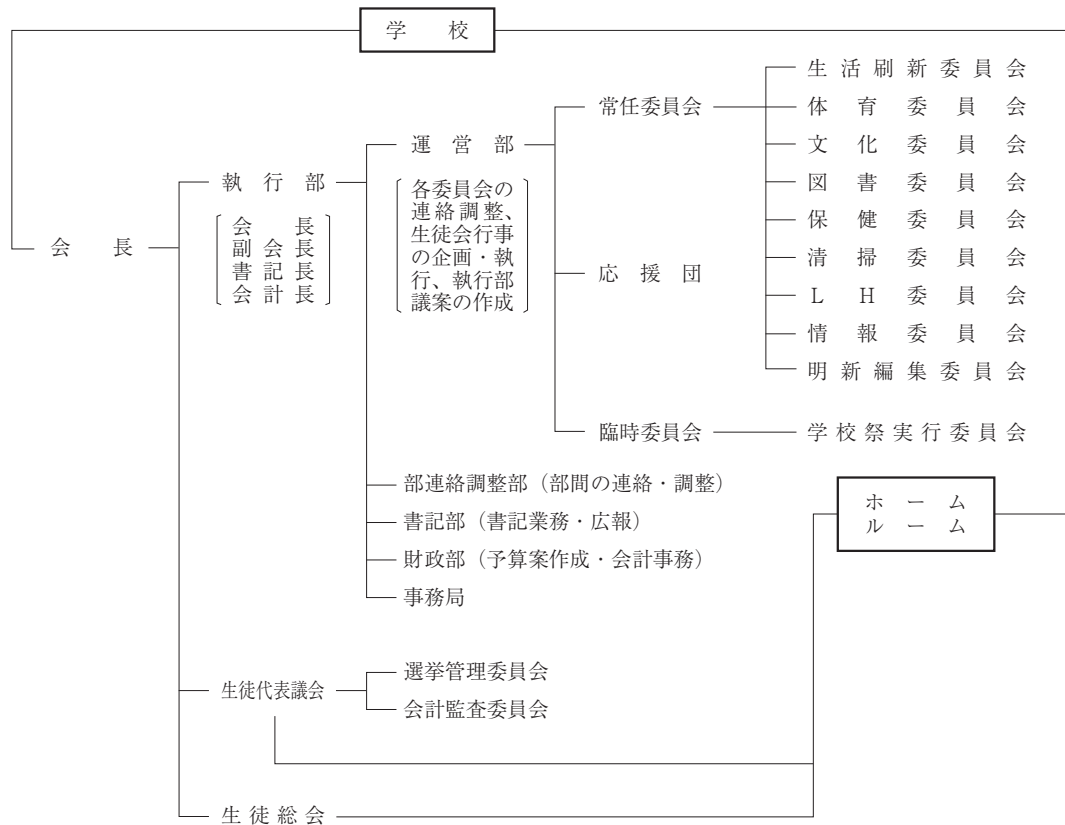 学校
生活刷新委員会
常任委員会
体育委員会
運営部
文化委員会
執行部
各委員会の
連絡調整、
生徒会行事
の企画・執
行、執行部
議案の作成
図書委員会
会長
副会長
書記長
会計長
保健委員会
会長
清掃委員会
応援団
ＬＨ委員会
情報委員会
明新編集委員会
臨時委員会
学校祭実行委員会
部連絡調整部（部間の連絡・調整）
ホーム
ルーム
書記部（書記業務・広報）
財政部（予算案作成・会計事務）
事務局
選挙管理委員会
生徒代表議会
会計監査委員会
生徒総会